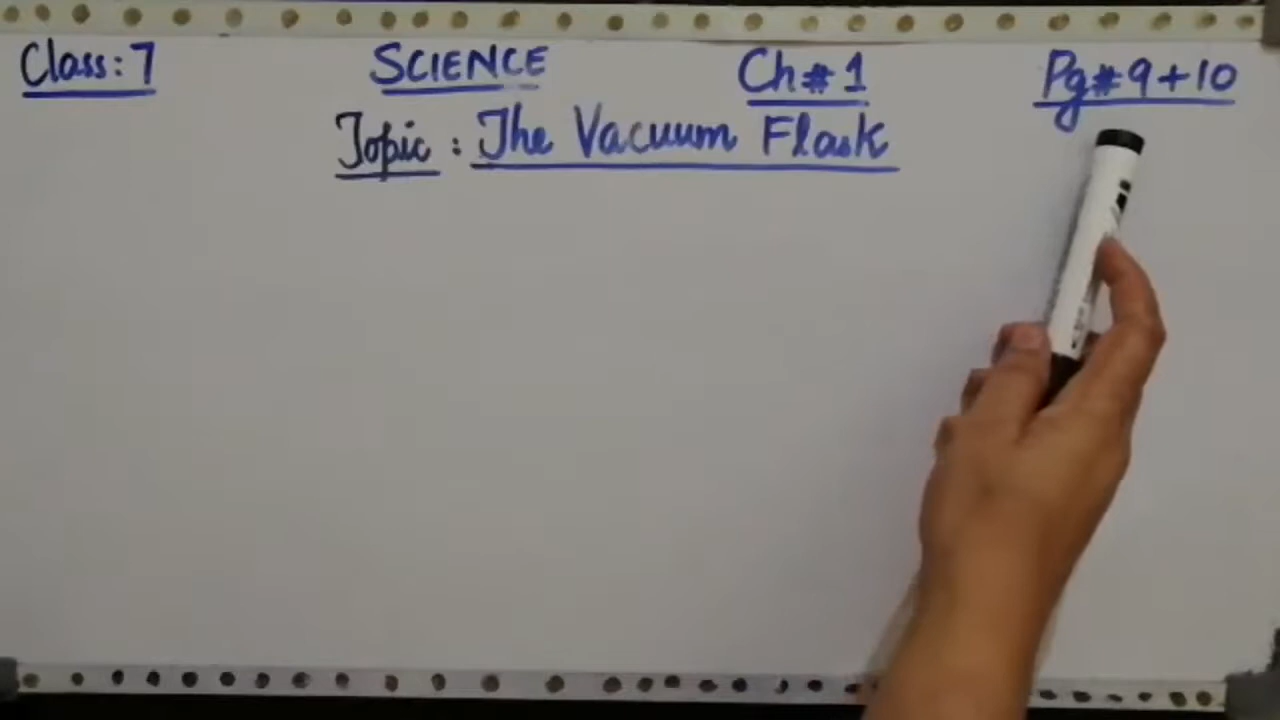 Class: 7 SCIENCE Ch# 1 Pg# 9+10
Topic: The Vacuum Flask